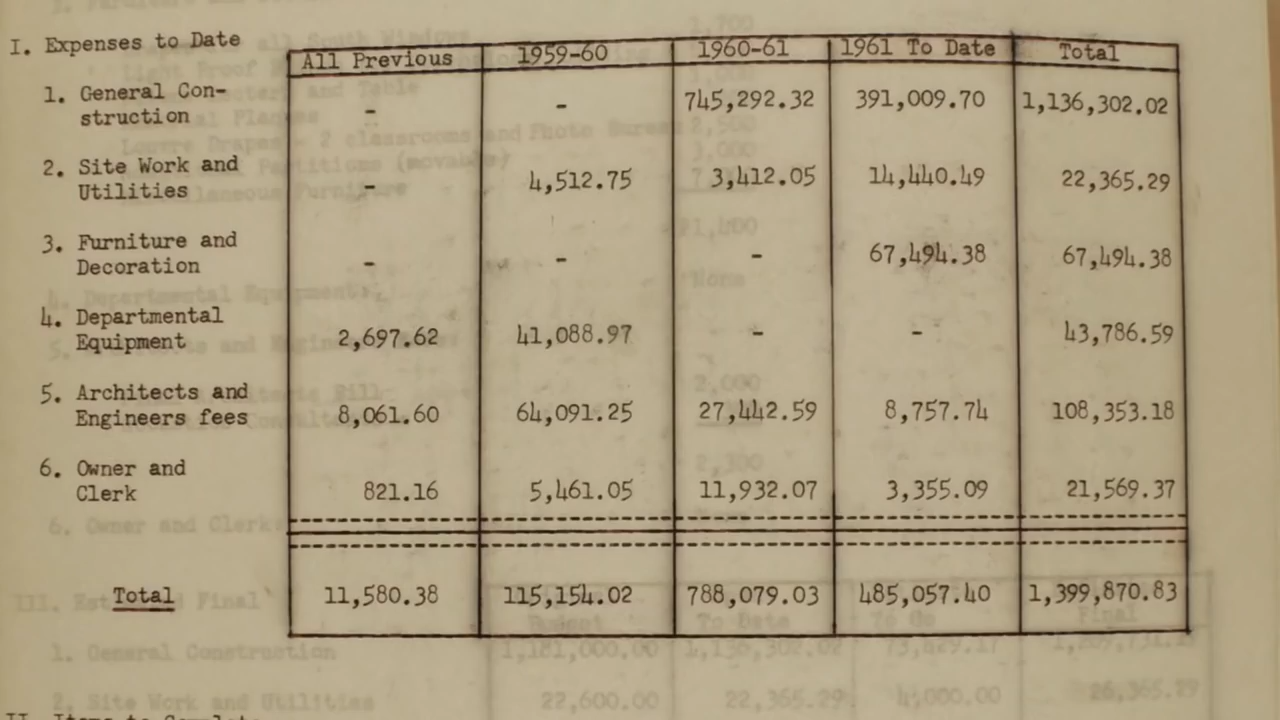 I. Expenses to Date
All Previous 1959-60 1960-61 1961 To Date Total
1. General Con-
struction - - 745,292.32 391,009.70 1,136,302.02
2. Site Work and
Utilities - 4,512.75 3,412.05 14,440.49 22,365.29
3. Furniture and
Decoration - - - 67,494.38 67,494.38
4. Departmental
Equipment 2,697.62 41,088.97 - - 43,786.59
5. Architects and
Engineers fees 8,061.60 64,091.25 27,442.59 8,757.74 108,353.18
6. Owner and
Clerk 821.16 5,461.05 11,932.07 3,355.09 21,569.37
Total 11,580.38 115,154.02 788,079.03 485,057.40 1,399,870.83